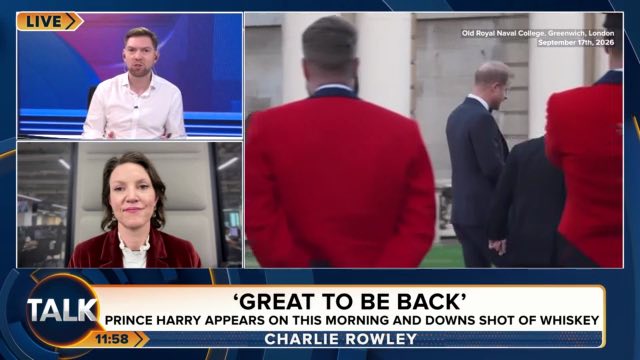 LIVE
Old Royal Naval College, Greenwich, London
September 17th, 2026
TALK
11:58
‘GREAT TO BE BACK’
PRINCE HARRY APPEARS ON THIS MORNING AND DOWNS SHOT OF WHISKEY
CHARLIE ROWLEY